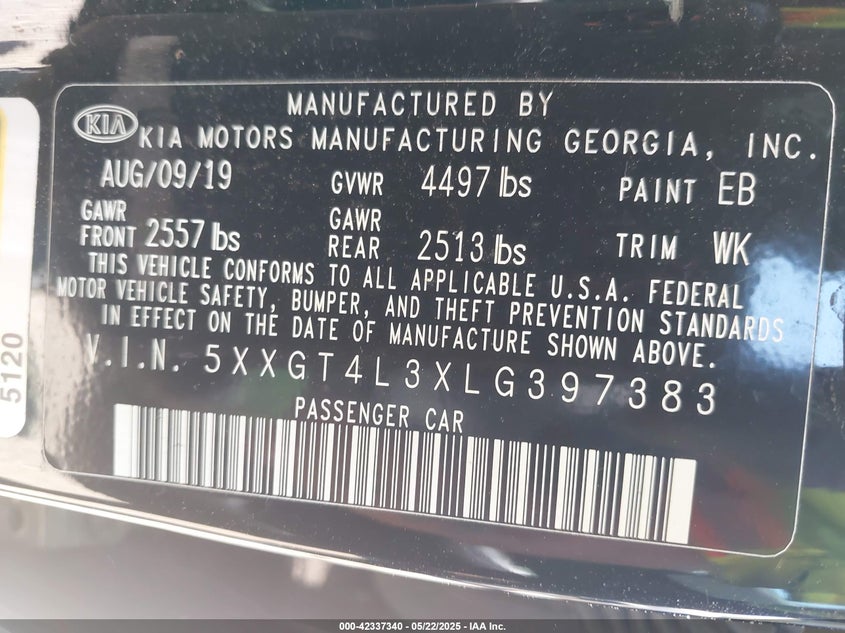 MANUFACTURED BY
KIA KIA MOTORS MANUFACTURING GEORGIA, INC.
AUG/09/19 GVWR 4497 lbs PAINT EB
GAWR FRONT 2557 lbs GAWR REAR 2513 lbs TRIM WK
THIS VEHICLE CONFORMS TO ALL APPLICABLE U.S.A. FEDERAL
MOTOR VEHICLE SAFETY, BUMPER, AND THEFT PREVENTION STANDARDS
IN EFFECT ON THE DATE OF MANUFACTURE SHOWN ABOVE.
V.I.N. 5XXGT4L3XLG397383
PASSENGER CAR
5120
000-42337340 - 05/22/2025 - IAA Inc.